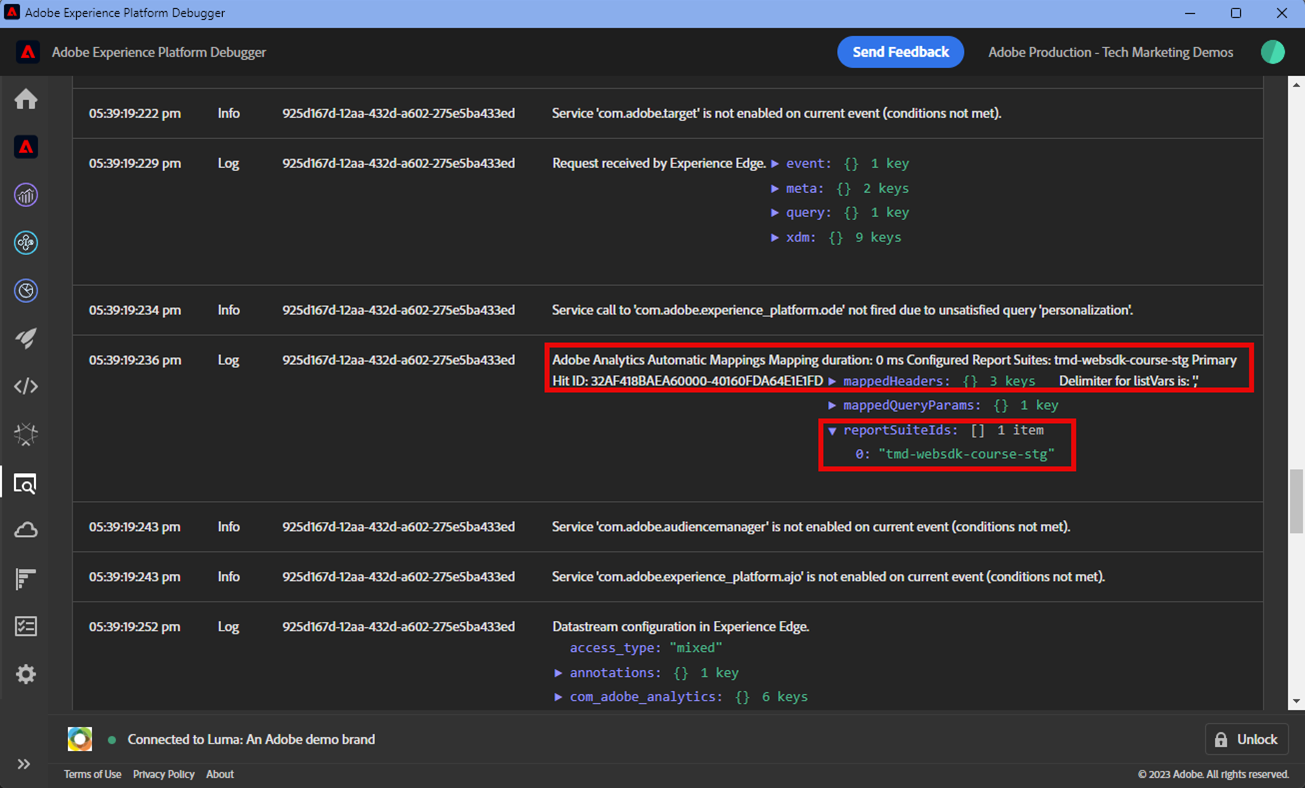 Adobe Experience Platform Debugger
Adobe Experience Platform Debugger Send Feedback Adobe Production - Tech Marketing Demos
05:39:19:222 pm Info 925d167d-12aa-432d-a602-275e5ba433ed Service 'com.adobe.target' is not enabled on current event (conditions not met).
05:39:19:229 pm Log 925d167d-12aa-432d-a602-275e5ba433ed Request received by Experience Edge. ▶ event: {} 1 key
▶ meta: {} 2 keys
▶ query: {} 1 key
▶ xdm: {} 9 keys
05:39:19:234 pm Info 925d167d-12aa-432d-a602-275e5ba433ed Service call to 'com.adobe.experience_platform.ode' not fired due to unsatisfied query 'personalization'.
05:39:19:236 pm Log 925d167d-12aa-432d-a602-275e5ba433ed Adobe Analytics Automatic Mappings Mapping duration: 0 ms Configured Report Suites: tmd-websdk-course-stg Primary
Hit ID: 32AF418BAEA60000-40160FDA64E1E1FD ▶ mappedHeaders: {} 3 keys Delimiter for listVars is: ','
▶ mappedQueryParams: {} 1 key
▼ reportSuiteIds: [] 1 item
0: "tmd-websdk-course-stg"
05:39:19:243 pm Info 925d167d-12aa-432d-a602-275e5ba433ed Service 'com.adobe.audiencemanager' is not enabled on current event (conditions not met).
05:39:19:243 pm Info 925d167d-12aa-432d-a602-275e5ba433ed Service 'com.adobe.experience_platform.ajo' is not enabled on current event (conditions not met).
05:39:19:252 pm Log 925d167d-12aa-432d-a602-275e5ba433ed Datastream configuration in Experience Edge.
access_type: "mixed"
▶ annotations: {} 1 key
▶ com_adobe_analytics: {} 6 keys
Connected to Luma: An Adobe demo brand Unlock
Terms of Use Privacy Policy About © 2023 Adobe. All rights reserved.